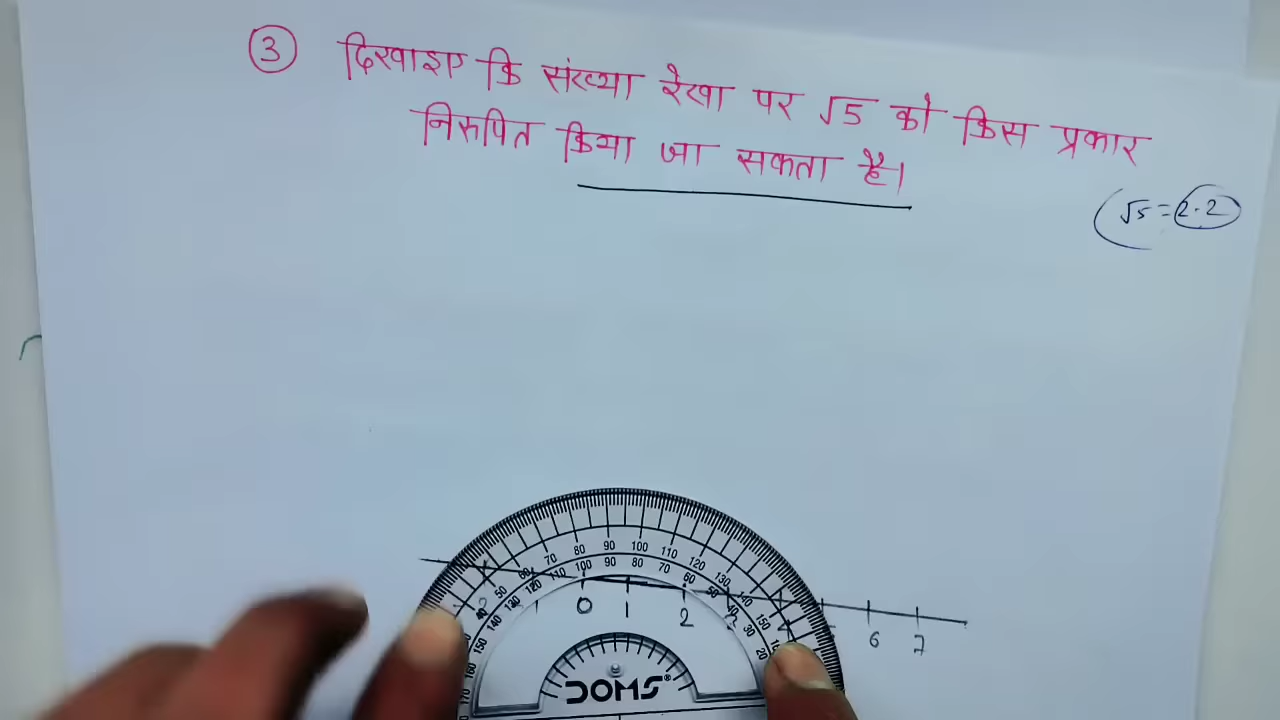 ③ दिखाइए कि संख्या रेखा पर √5 को किस प्रकार
निरुपित किया जा सकता है।
√5 = 2.2
0 1 2 6 7
DOMS